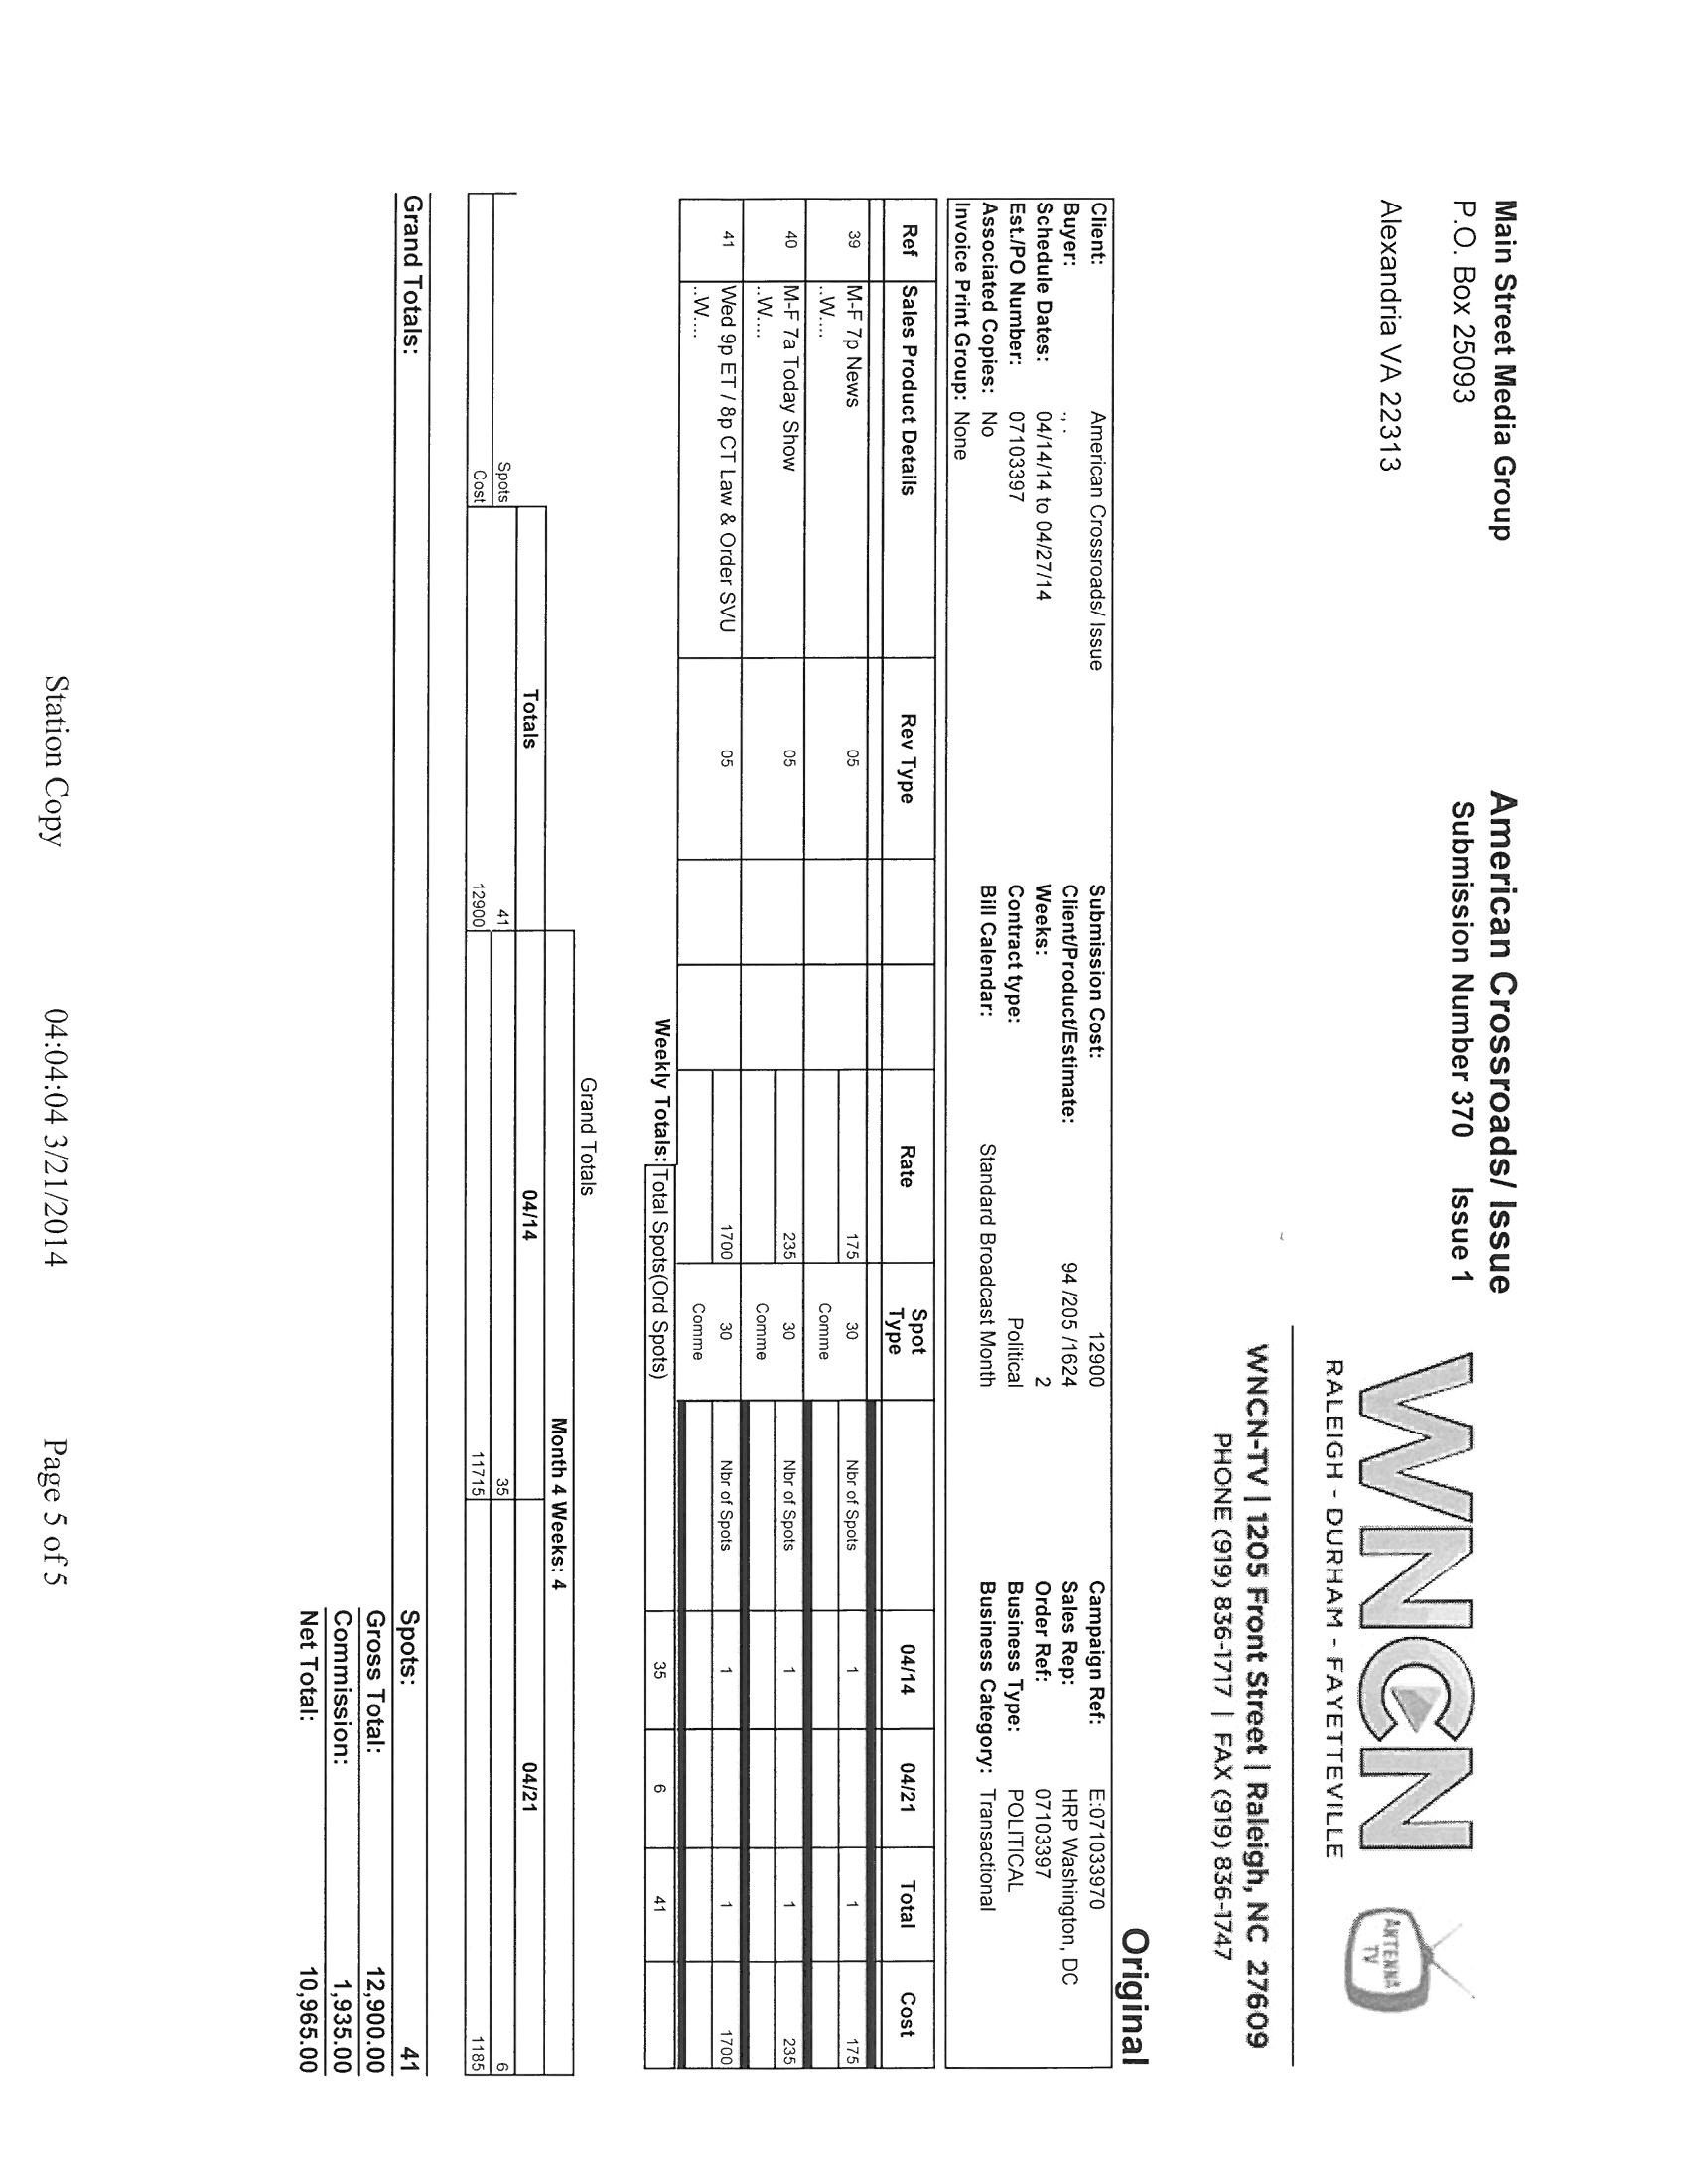 Main Street Media Group
P.O. Box 25093
Alexandria VA 22313
American Crossroads/ Issue
Submission Number 370 Issue 1
WNCN
RALEIGH - DURHAM - FAYETTEVILLE
ANTENNA
TV
WNCN-TV | 1205 Front Street | Raleigh, NC 27609
PHONE (919) 836-1717 | FAX (919) 836-1747
Original
Client: American Crossroads/ Issue Submission Cost: 12900 Campaign Ref: E:071033970
Buyer: ., . Client/Product/Estimate: 94 /205 /1624 Sales Rep: HRP Washington, DC
Schedule Dates: 04/14/14 to 04/27/14 Weeks: 2 Order Ref: 07103397
Est./PO Number: 07103397 Contract type: Political Business Type: POLITICAL
Associated Copies: No Bill Calendar: Standard Broadcast Month Business Category: Transactional
Invoice Print Group: None
Ref Sales Product Details Rev Type Rate Spot Type 04/14 04/21 Total Cost
39 M-F 7p News 05 175 30 Nbr of Spots 1 1 175
..W.... Comme
40 M-F 7a Today Show 05 235 30 Nbr of Spots 1 1 235
..W.... Comme
41 Wed 9p ET / 8p CT Law & Order SVU 05 1700 30 Nbr of Spots 1 1 1700
..W.... Comme
Weekly Totals: Total Spots(Ord Spots) 35 6 41
Grand Totals
Month 4 Weeks: 4
Totals 04/14 04/21
Spots 41 35 6
Cost 12900 11715 1185
Grand Totals: Spots: 41
Gross Total: 12,900.00
Commission: 1,935.00
Net Total: 10,965.00
Station Copy 04:04:04 3/21/2014 Page 5 of 5